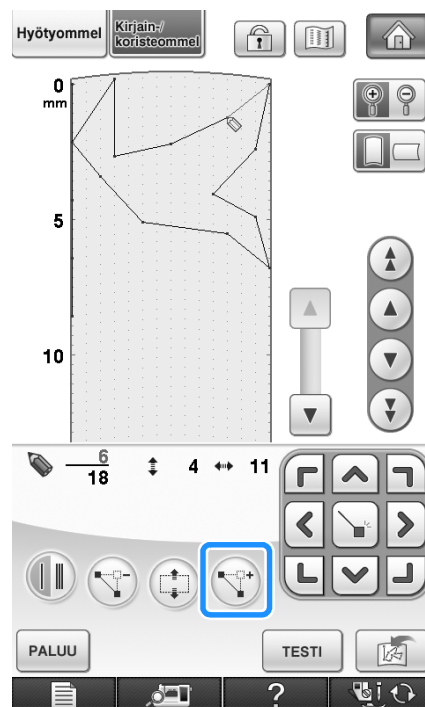 Hyötyommel
Kirjain-/
koristeommel
0
mm
5
10
6
18
4
11
PALUU
TESTI
?